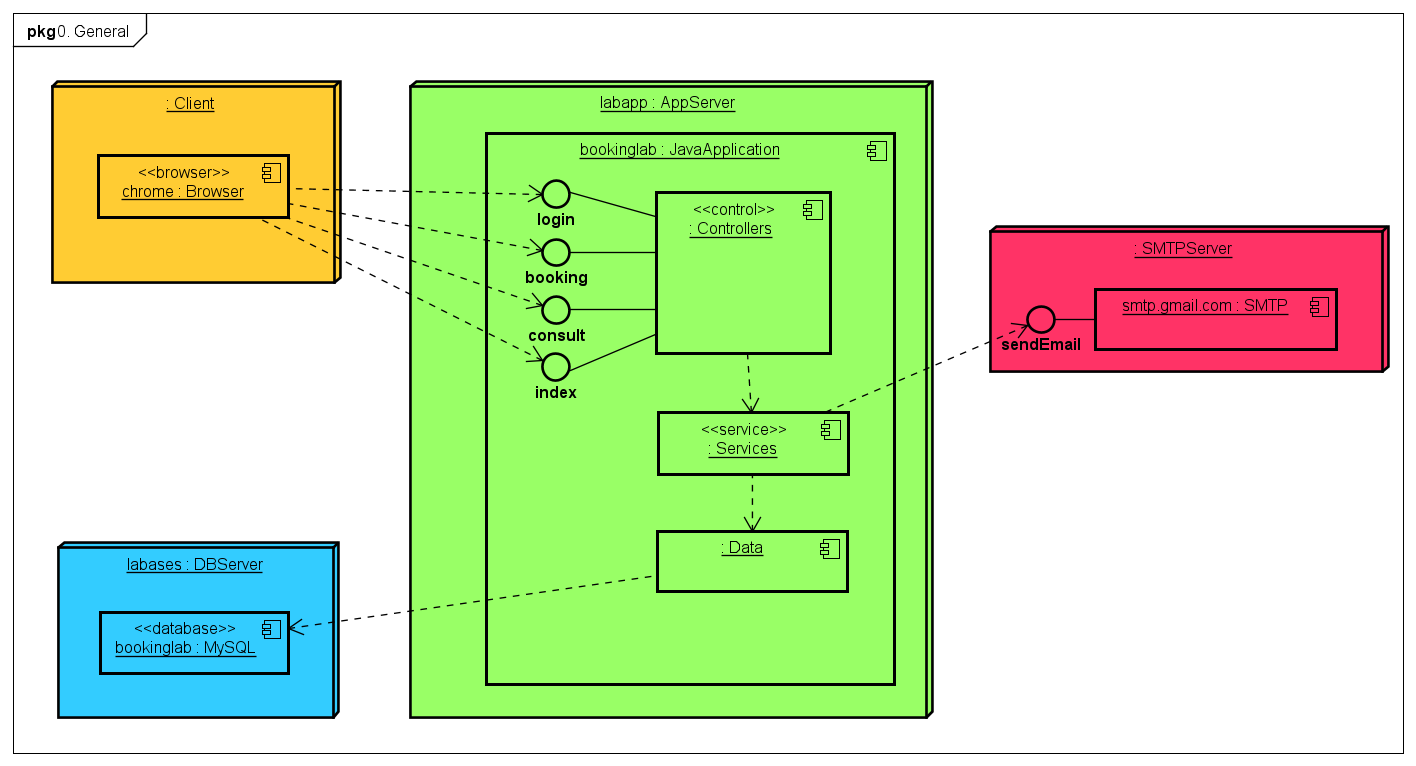 pkg 0. General
: Client
<<browser>>
chrome : Browser
labapp : AppServer
bookinglab : JavaApplication
login
booking
consult
index
<<control>>
: Controllers
<<service>>
: Services
: Data
: SMTPServer
smtp.gmail.com : SMTP
sendEmail
labases : DBServer
<<database>>
bookinglab : MySQL